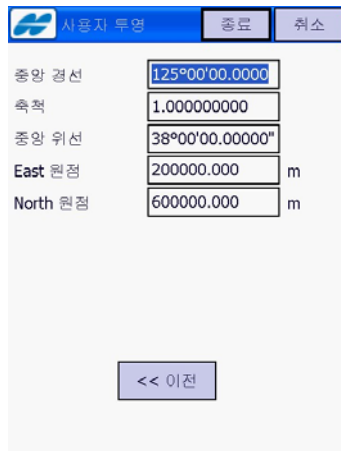 사용자 투영 종료 취소
중앙 경선 125°00'00.0000
축척 1.000000000
중앙 위선 38°00'00.00000"
East 원점 200000.000 m
North 원점 600000.000 m
<< 이전